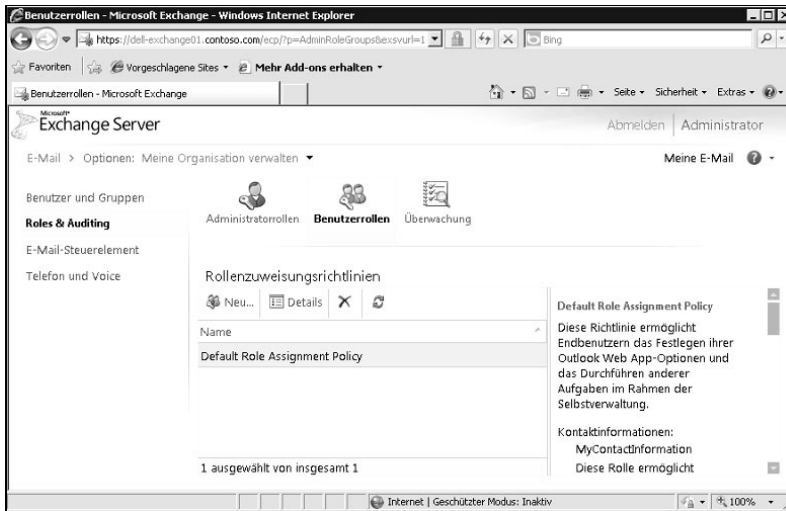 Benutzerrollen - Microsoft Exchange - Windows Internet Explorer
https://dell-exchange01.contoso.com/ecp/?p=AdminRoleGroups&exsvurl=1
Bing
Favoriten
Vorgeschlagene Sites
Mehr Add-ons erhalten
Benutzerrollen - Microsoft Exchange
Seite
Sicherheit
Extras
Microsoft
Exchange Server
Abmelden
Administrator
E-Mail > Optionen: Meine Organisation verwalten
Meine E-Mail
Benutzer und Gruppen
Roles & Auditing
E-Mail-Steuerelement
Telefon und Voice
Administratorrollen
Benutzerrollen
Überwachung
Rollenzuweisungsrichtlinien
Neu...
Details
Name
Default Role Assignment Policy
1 ausgewählt von insgesamt 1
Default Role Assignment Policy
Diese Richtlinie ermöglicht
Endbenutzern das Festlegen ihrer
Outlook Web App-Optionen und
das Durchführen anderer
Aufgaben im Rahmen der
Selbstverwaltung.
Kontaktinformationen:
MyContactInformation
Diese Rolle ermöglicht
Internet | Geschützter Modus: Inaktiv
100%